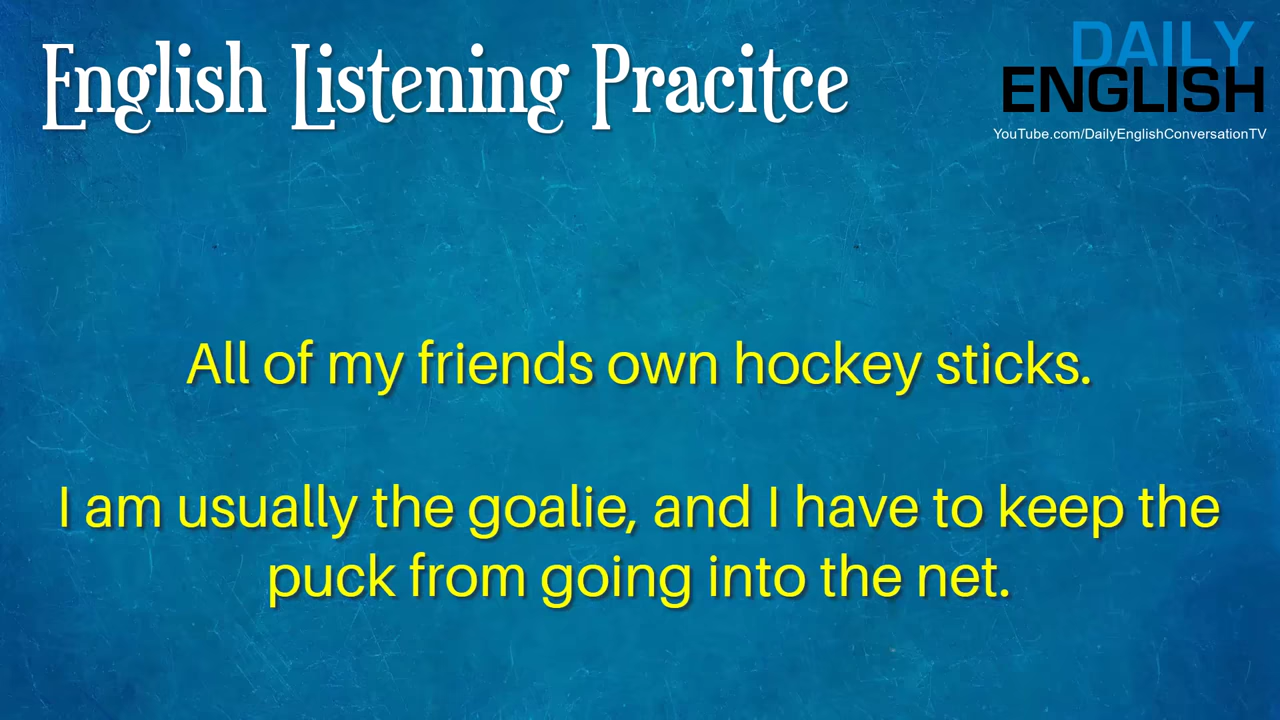 English Listening Pracitce
DAILY
ENGLISH
YouTube.com/DailyEnglishConversationTV
All of my friends own hockey sticks.
I am usually the goalie, and I have to keep the
puck from going into the net.